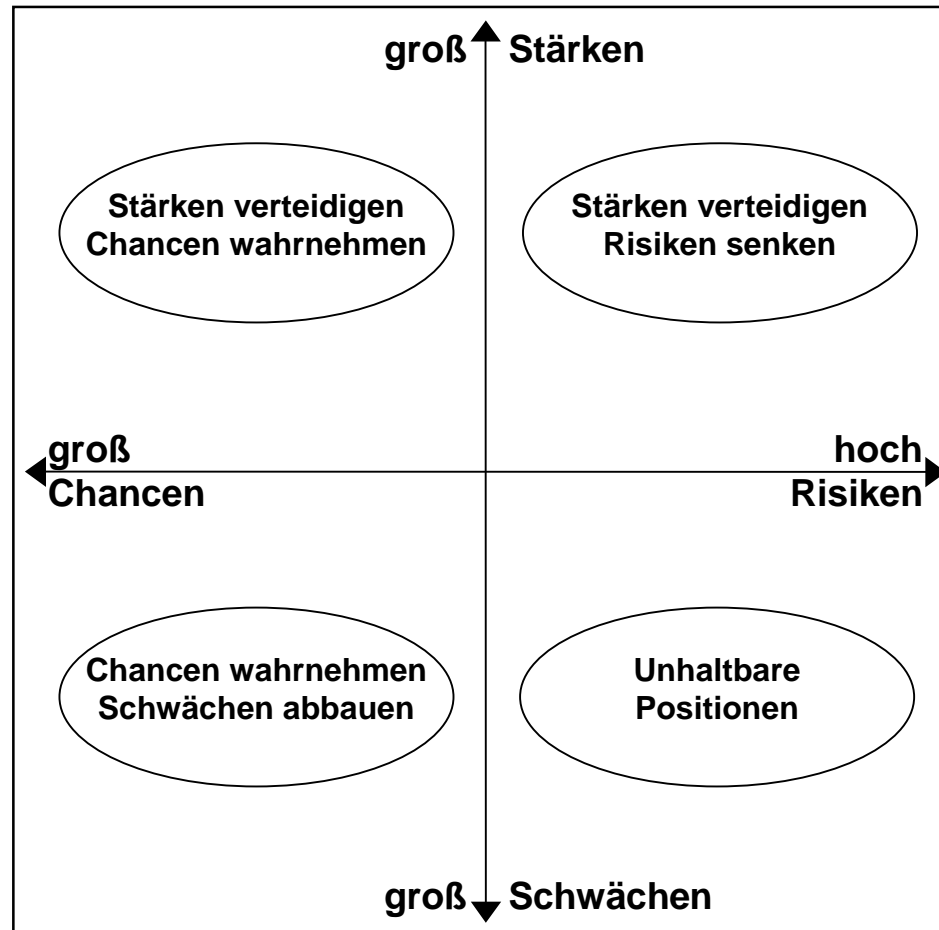 groß Stärken
Stärken verteidigen
Chancen wahrnehmen
Stärken verteidigen
Risiken senken
groß
Chancen
hoch
Risiken
Chancen wahrnehmen
Schwächen abbauen
Unhaltbare
Positionen
groß Schwächen